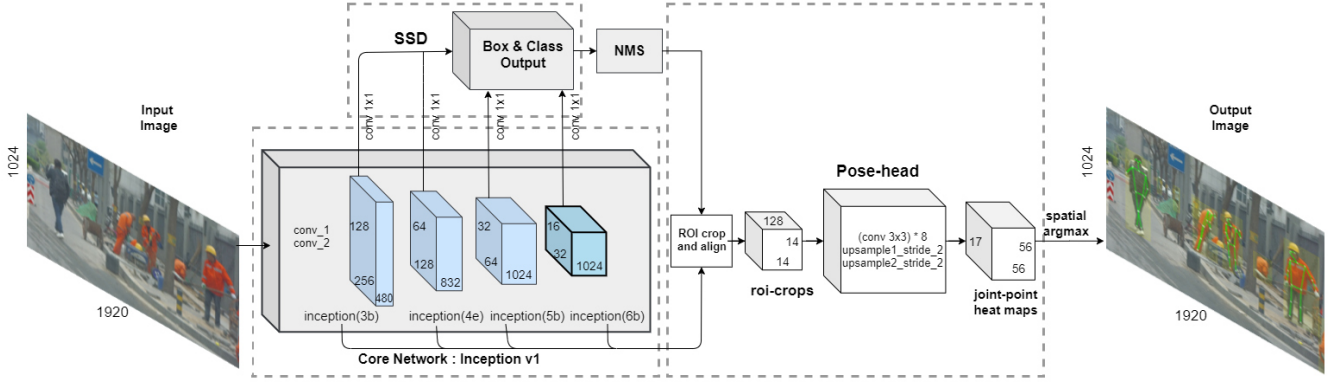 Input
Image
1024
1920
SSD
Box & Class
Output
NMS
conv 1x1
conv 1x1
conv 1x1
conv 1x1
conv_1
conv_2
128
256
480
64
128
832
32
64
1024
16
32
1024
inception(3b)
inception(4e)
inception(5b)
inception(6b)
Core Network : Inception v1
ROI crop
and align
128
14
14
roi-crops
Pose-head
(conv 3x3) * 8
upsample1_stride_2
upsample2_stride_2
17
56
56
joint-point
heat maps
spatial
argmax
Output
Image
1024
1920